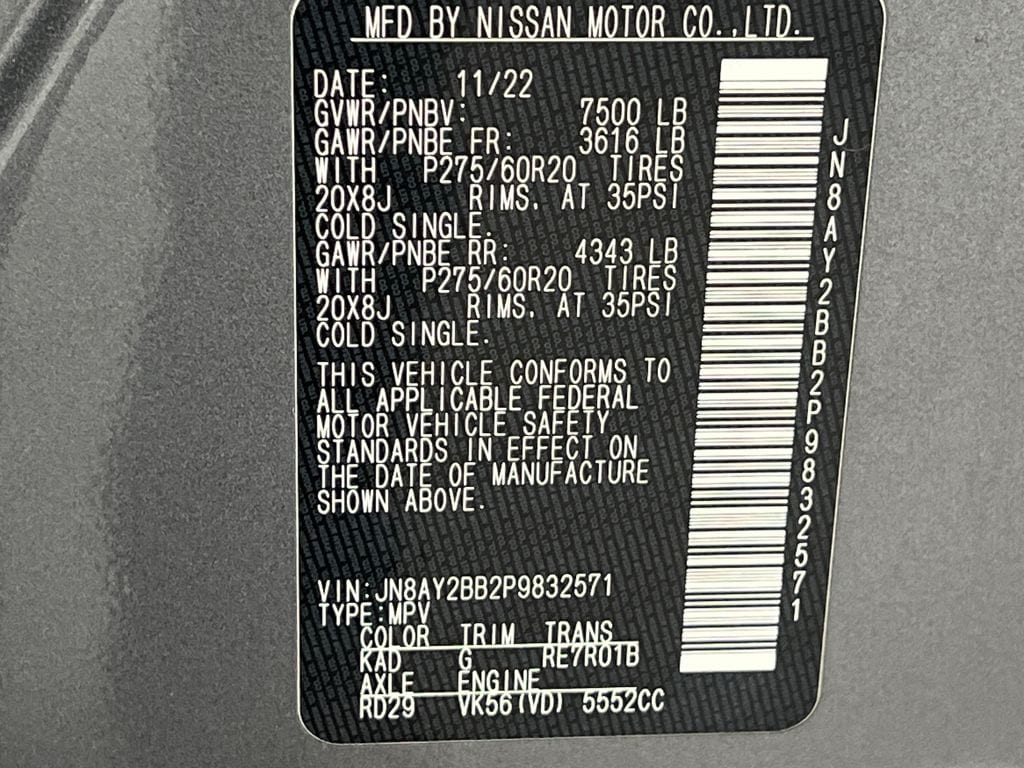 MFD BY NISSAN MOTOR CO.,LTD.
DATE: 11/22
GVWR/PNBV: 7500 LB
GAWR/PNBE FR: 3616 LB
WITH P275/60R20 TIRES
20X8J RIMS. AT 35PSI
COLD SINGLE.
GAWR/PNBE RR: 4343 LB
WITH P275/60R20 TIRES
20X8J RIMS. AT 35PSI
COLD SINGLE.
THIS VEHICLE CONFORMS TO
ALL APPLICABLE FEDERAL
MOTOR VEHICLE SAFETY
STANDARDS IN EFFECT ON
THE DATE OF MANUFACTURE
SHOWN ABOVE.
VIN:JN8AY2BB2P9832571
TYPE:MPV
COLOR TRIM TRANS
KAD G RE7R01B
AXLE ENGINE
RD29 VK56(VD) 5552CC
JN8AY2BB2P9832571